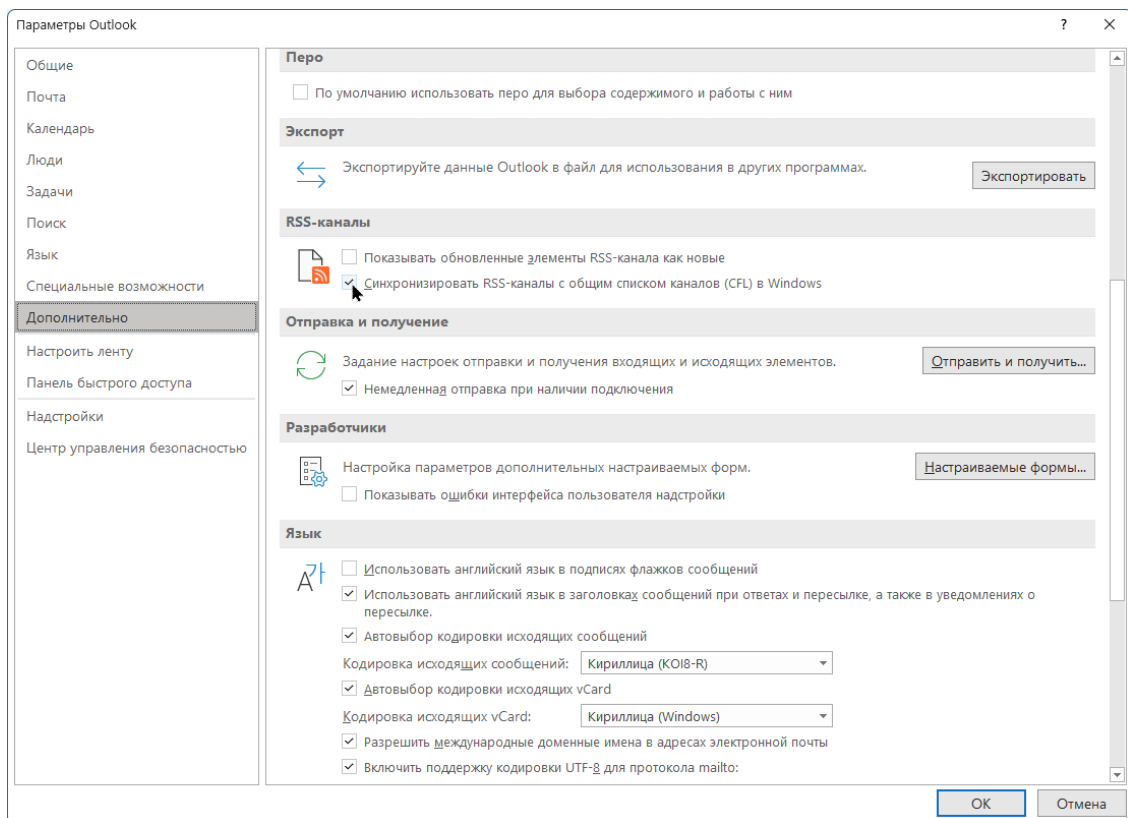 Параметры Outlook
?
Общие
Почта
Календарь
Люди
Задачи
Поиск
Язык
Специальные возможности
Дополнительно
Настроить ленту
Панель быстрого доступа
Надстройки
Центр управления безопасностью
Перо
По умолчанию использовать перо для выбора содержимого и работы с ним
Экспорт
Экспортируйте данные Outlook в файл для использования в других программах.
Экспортировать
RSS-каналы
Показывать обновленные элементы RSS-канала как новые
Синхронизировать RSS-каналы с общим списком каналов (CFL) в Windows
Отправка и получение
Задание настроек отправки и получения входящих и исходящих элементов.
Отправить и получить...
Немедленная отправка при наличии подключения
Разработчики
Настройка параметров дополнительных настраиваемых форм.
Настраиваемые формы...
Показывать ошибки интерфейса пользователя надстройки
Язык
A가
Использовать английский язык в подписях флажков сообщений
Использовать английский язык в заголовках сообщений при ответах и пересылке, а также в уведомлениях о
пересылке.
Автовыбор кодировки исходящих сообщений
Кодировка исходящих сообщений: Кириллица (KOI8-R)
Автовыбор кодировки исходящих vCard
Кодировка исходящих vCard: Кириллица (Windows)
Разрешить международные доменные имена в адресах электронной почты
Включить поддержку кодировки UTF-8 для протокола mailto:
ОК
Отмена